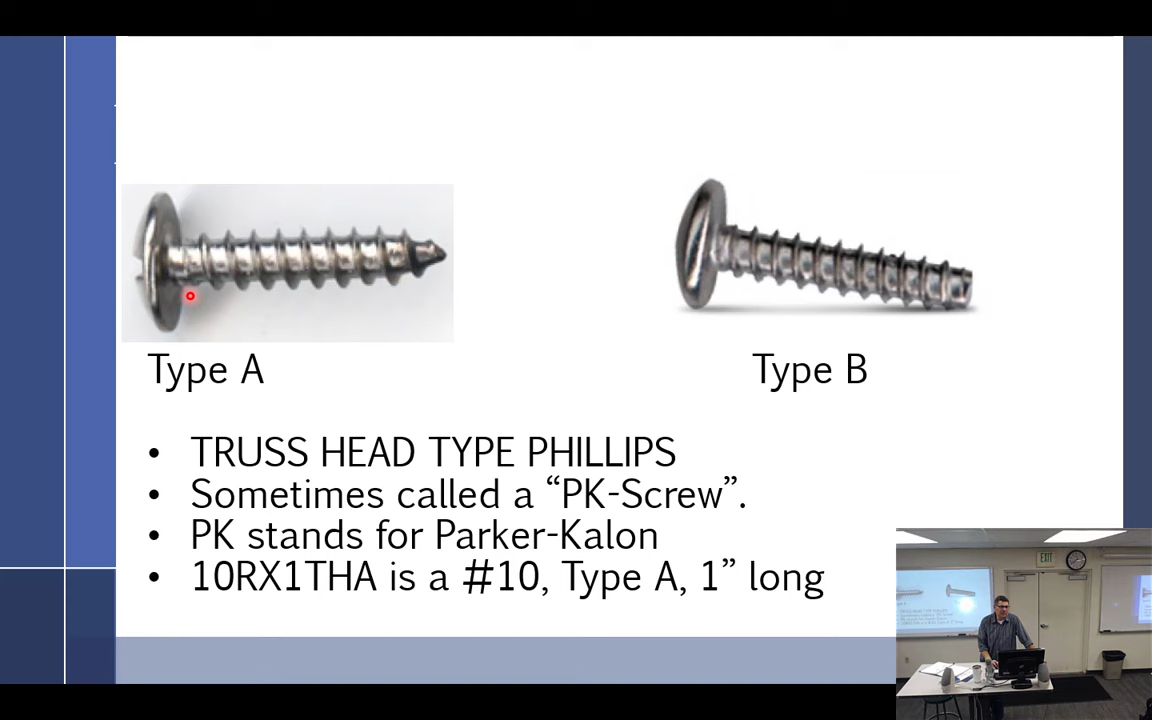 Type A
Type B
• TRUSS HEAD TYPE PHILLIPS
• Sometimes called a “PK-Screw”.
• PK stands for Parker-Kalon
• 10RX1THA is a #10, Type A, 1” long
EXIT